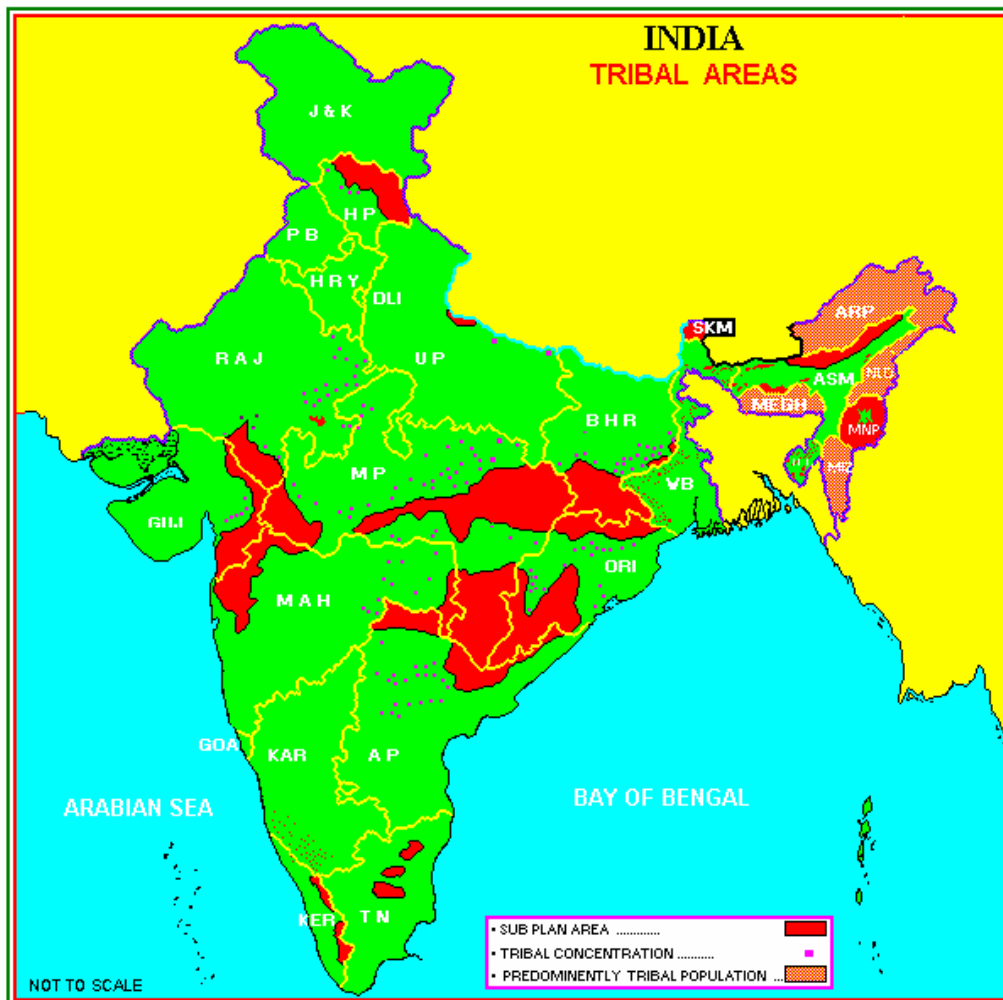 INDIA
TRIBAL AREAS
J & K
H P
P B
H R Y
DLI
R A J
U P
SKM
ARP
ASM
NLD
MEGH
MNP
B H R
M P
WB
MIZ
GUJ
ORI
M A H
GOA
KAR
A P
ARABIAN SEA
BAY OF BENGAL
KER
T N
• SUB PLAN AREA .............
• TRIBAL CONCENTRATION ...........
• PREDOMINENTLY TRIBAL POPULATION ...
NOT TO SCALE